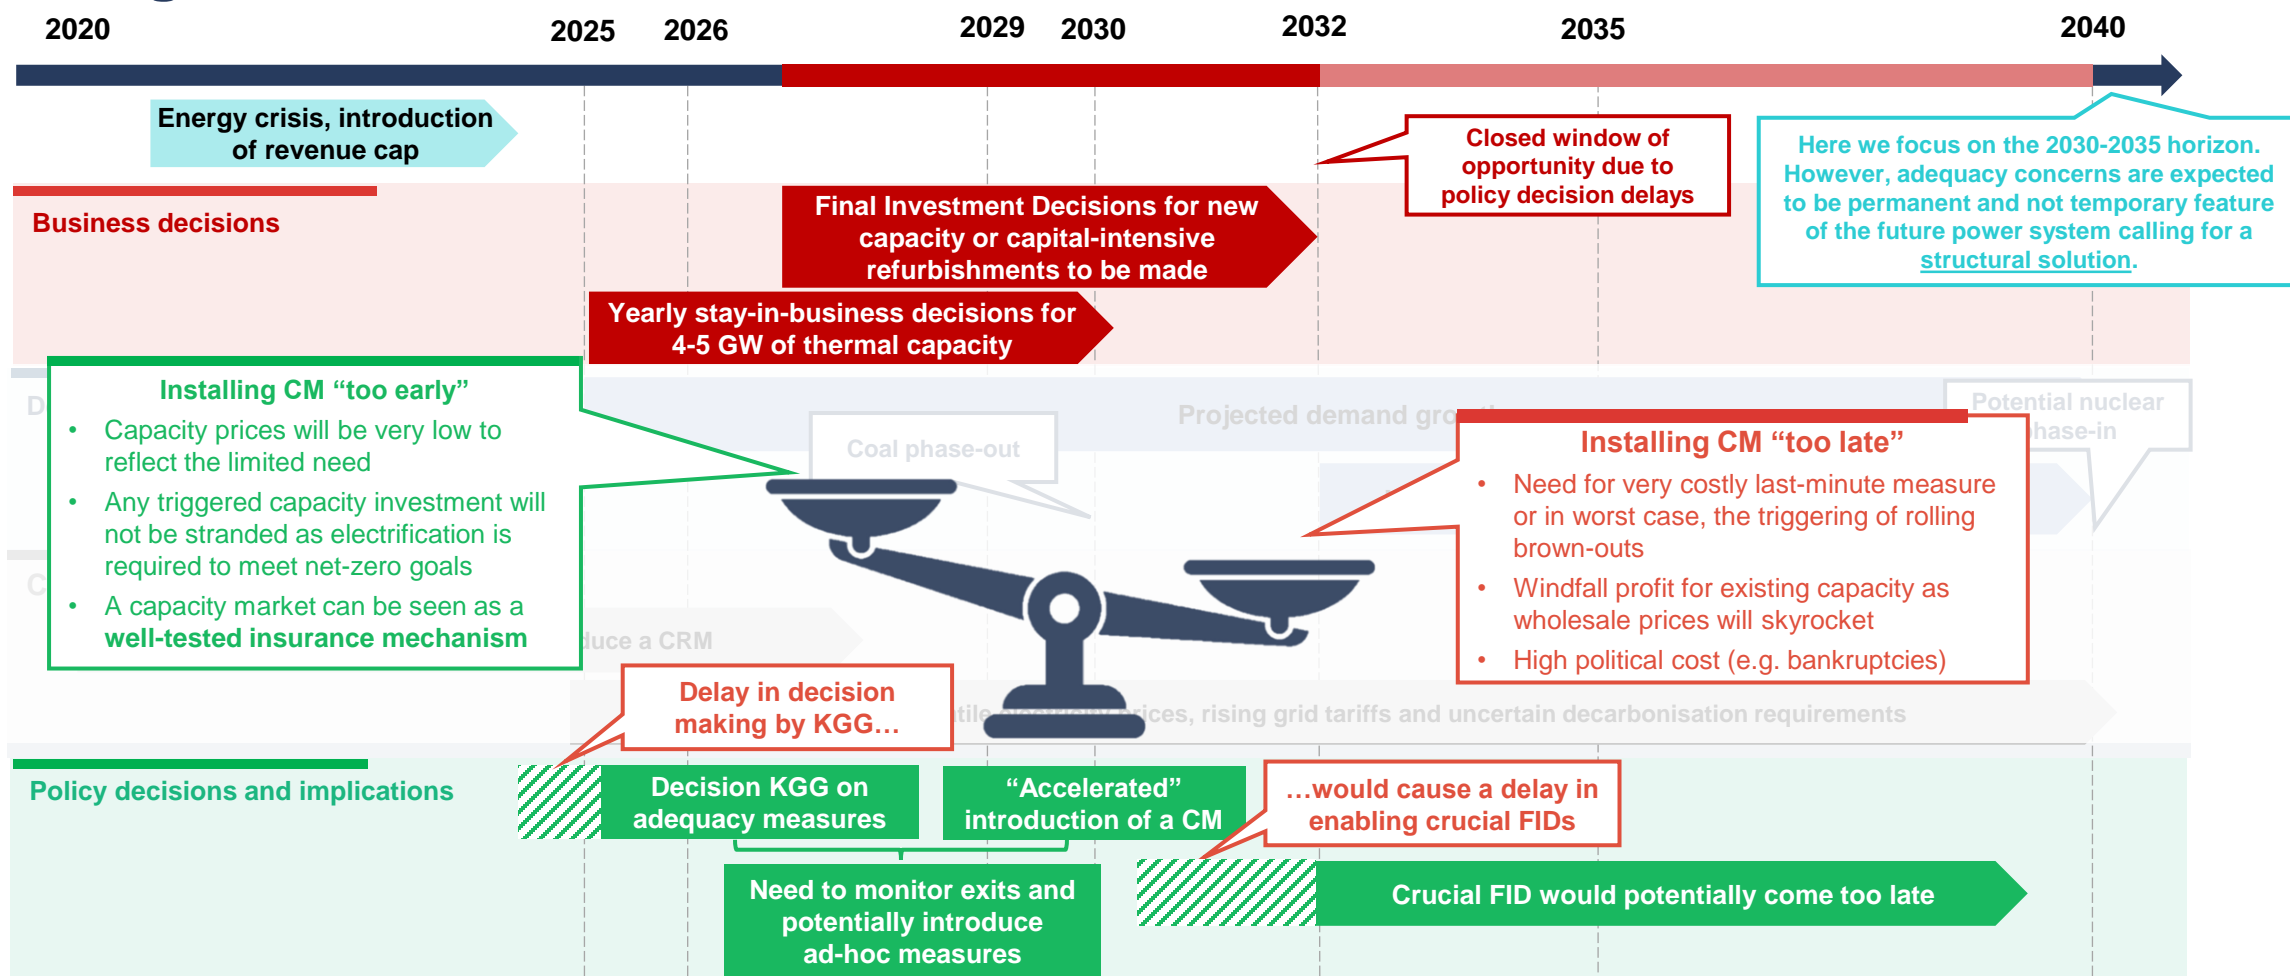 2020
2025
2026
2029
2030
2032
2035
2040
Energy crisis, introduction
of revenue cap
Closed window of
opportunity due to
policy decision delays
Here we focus on the 2030-2035 horizon.
However, adequacy concerns are expected
to be permanent and not temporary feature
of the future power system calling for a
structural solution.
Business decisions
Final Investment Decisions for new
capacity or capital-intensive
refurbishments to be made
Yearly stay-in-business decisions for
4-5 GW of thermal capacity
Installing CM “too early”
• Capacity prices will be very low to
reflect the limited need
• Any triggered capacity investment will
not be stranded as electrification is
required to meet net-zero goals
• A capacity market can be seen as a
well-tested insurance mechanism
Projected demand
Coal phase-out
Potential nuclear
phase-in
Installing CM “too late”
• Need for very costly last-minute measure
or in worst case, the triggering of rolling
brown-outs
• Windfall profit for existing capacity as
wholesale prices will skyrocket
• High political cost (e.g. bankruptcies)
a CRM
prices, rising grid tariffs and uncertain decarbonisation requirements
Delay in decision
making by KGG…
Policy decisions and implications
Decision KGG on
adequacy measures
“Accelerated”
introduction of a CM
…would cause a delay in
enabling crucial FIDs
Need to monitor exits and
potentially introduce
ad-hoc measures
Crucial FID would potentially come too late